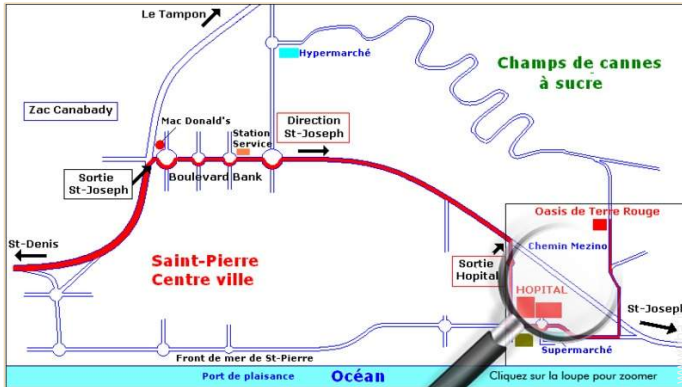 Le Tampon
Hypermarché
Champs de cannes
à sucre
Zac Canabady
Mac Donald's
Station
Service
Direction
St-Joseph
Sortie
St-Joseph
Boulevard Bank
Oasis de Terre Rouge
St-Denis
Chemin Mezino
Saint-Pierre
Centre ville
Sortie
Hopital
HOPITAL
St-Joseph
Supermarché
Front de mer de St-Pierre
Port de plaisance
Océan
Cliquez sur la loupe pour zoomer